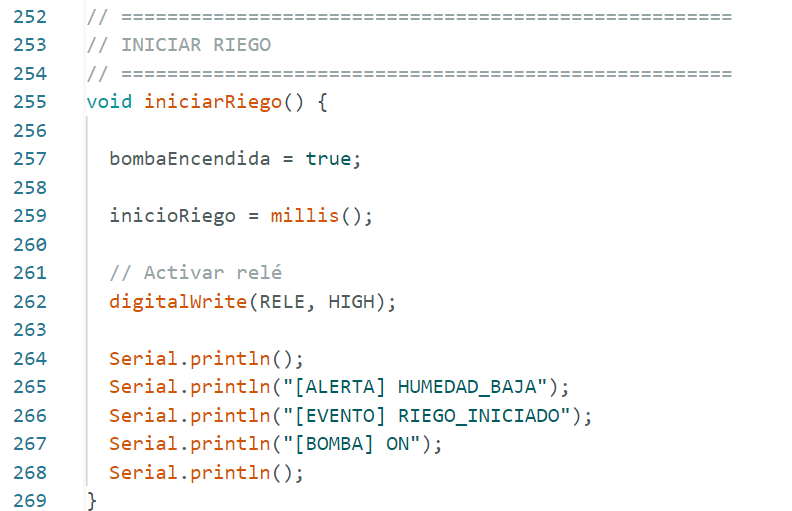 252 // =====================================================
253 // INICIAR RIEGO
254 // =====================================================
255 void iniciarRiego() {
256
257 bombaEncendida = true;
258
259 inicioRiego = millis();
260
261 // Activar relé
262 digitalWrite(RELE, HIGH);
263
264 Serial.println();
265 Serial.println("[ALERTA] HUMEDAD_BAJA");
266 Serial.println("[EVENTO] RIEGO_INICIADO");
267 Serial.println("[BOMBA] ON");
268 Serial.println();
269 }